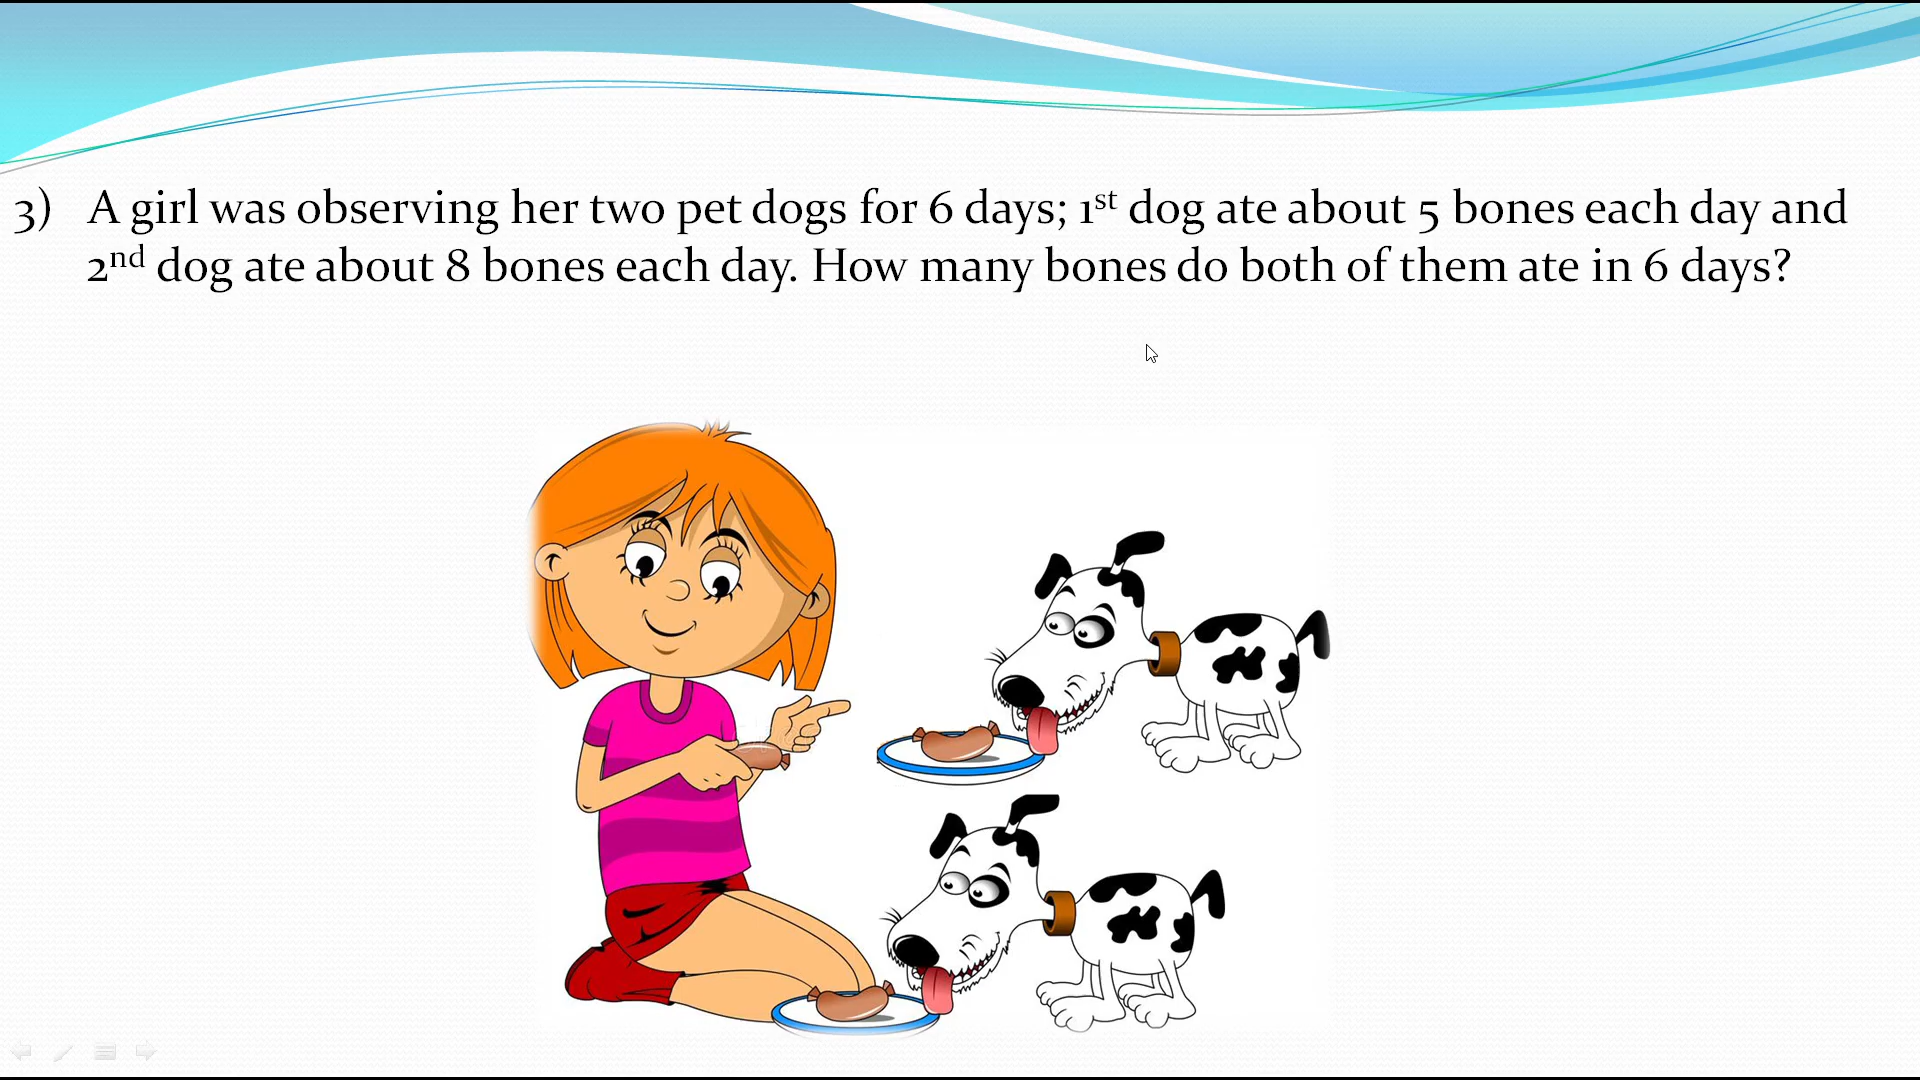 3) A girl was observing her two pet dogs for 6 days; 1st dog ate about 5 bones each day and
2nd dog ate about 8 bones each day. How many bones do both of them ate in 6 days?